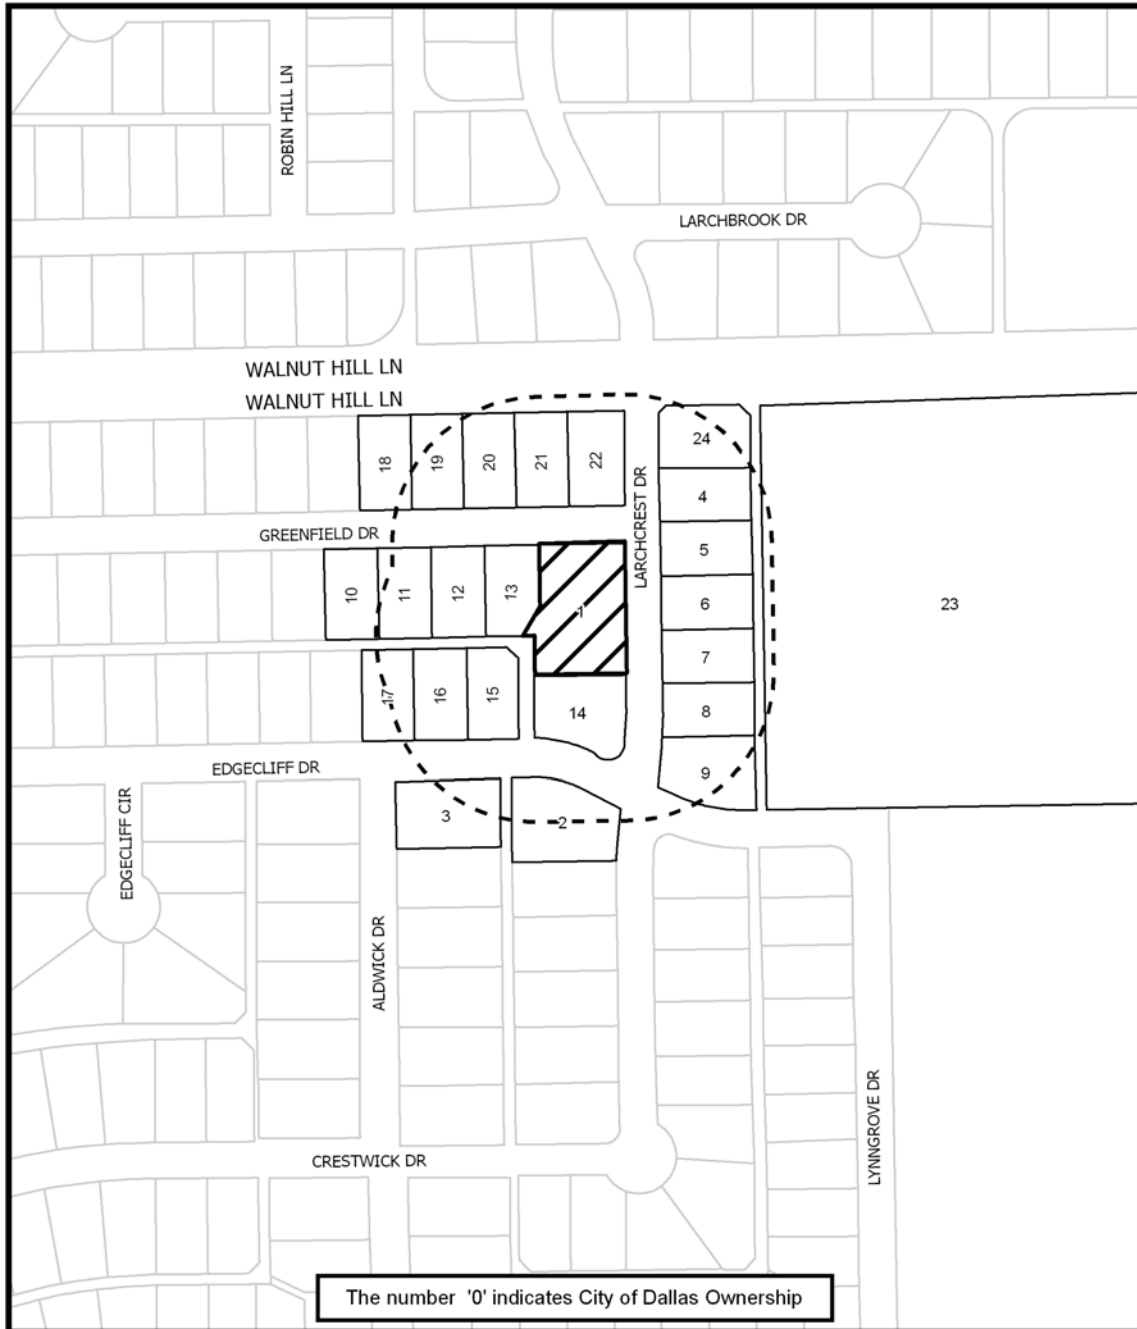 ROBIN HILL LN
LARCHBROOK DR
WALNUT HILL LN
WALNUT HILL LN
18
19
20
21
22
24
LARCHCREST DR
4
GREENFIELD DR
5
10
11
12
13
1
6
23
7
17
16
15
14
8
EDGECLIFF DR
9
EDGECLIFF CIR
3
2
ALDWICK DR
LYNNGROVE DR
CRESTWICK DR
The number '0' indicates City of Dallas Ownership